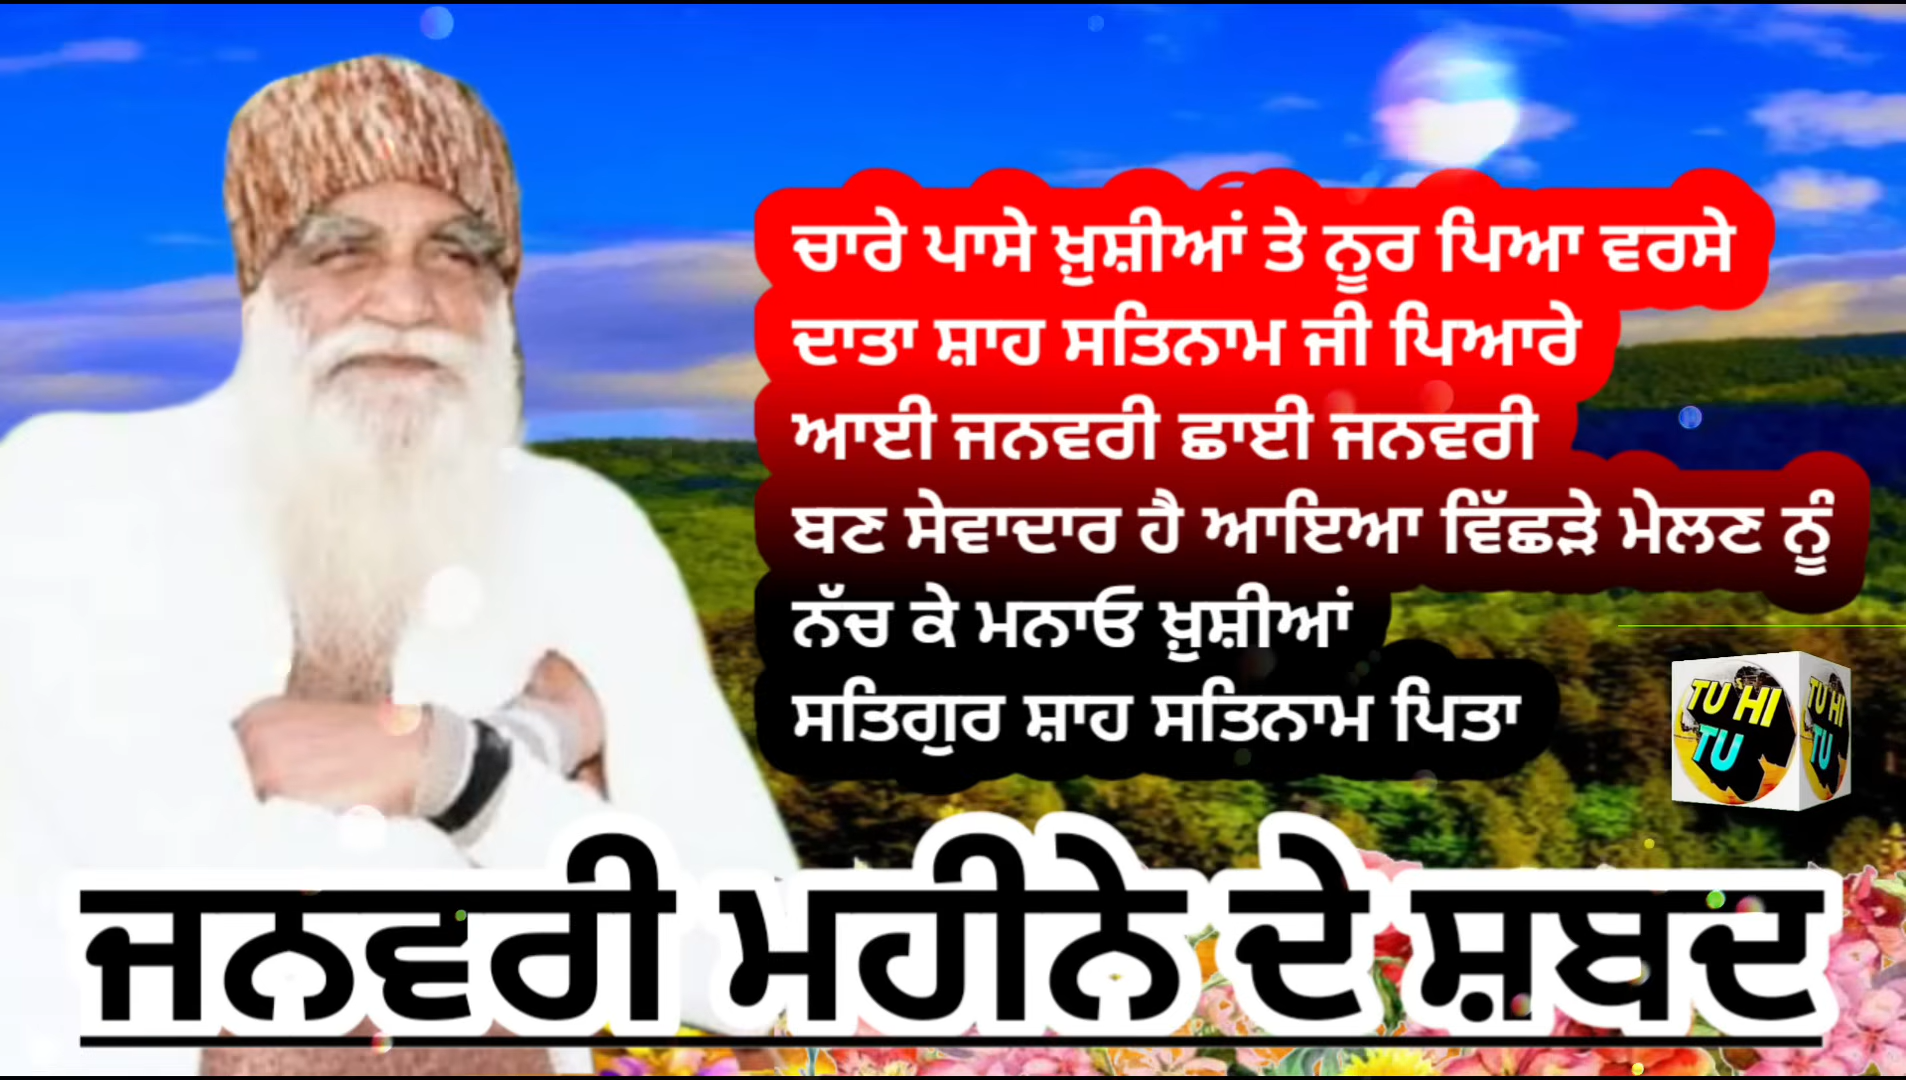 ਚਾਰੇ ਪਾਸੇ ਖ਼ੁਸ਼ੀਆਂ ਤੇ ਨੂਰ ਪਿਆ ਵਰਸੇ
ਦਾਤਾ ਸ਼ਾਹ ਸਤਿਨਾਮ ਜੀ ਪਿਆਰੇ
ਆਈ ਜਨਵਰੀ ਛਾਈ ਜਨਵਰੀ
ਬਣ ਸੇਵਾਦਾਰ ਹੈ ਆਇਆ ਵਿੱਛੜੇ ਮੇਲਣ ਨੂੰ
ਨੱਚ ਕੇ ਮਨਾਓ ਖ਼ੁਸ਼ੀਆਂ
ਸਤਿਗੁਰ ਸ਼ਾਹ ਸਤਿਨਾਮ ਪਿਤਾ
TU HI
TU
TU HI
TU
ਜਨਵਰੀ ਮਹੀਨੇ ਦੇ ਸ਼ਬਦ